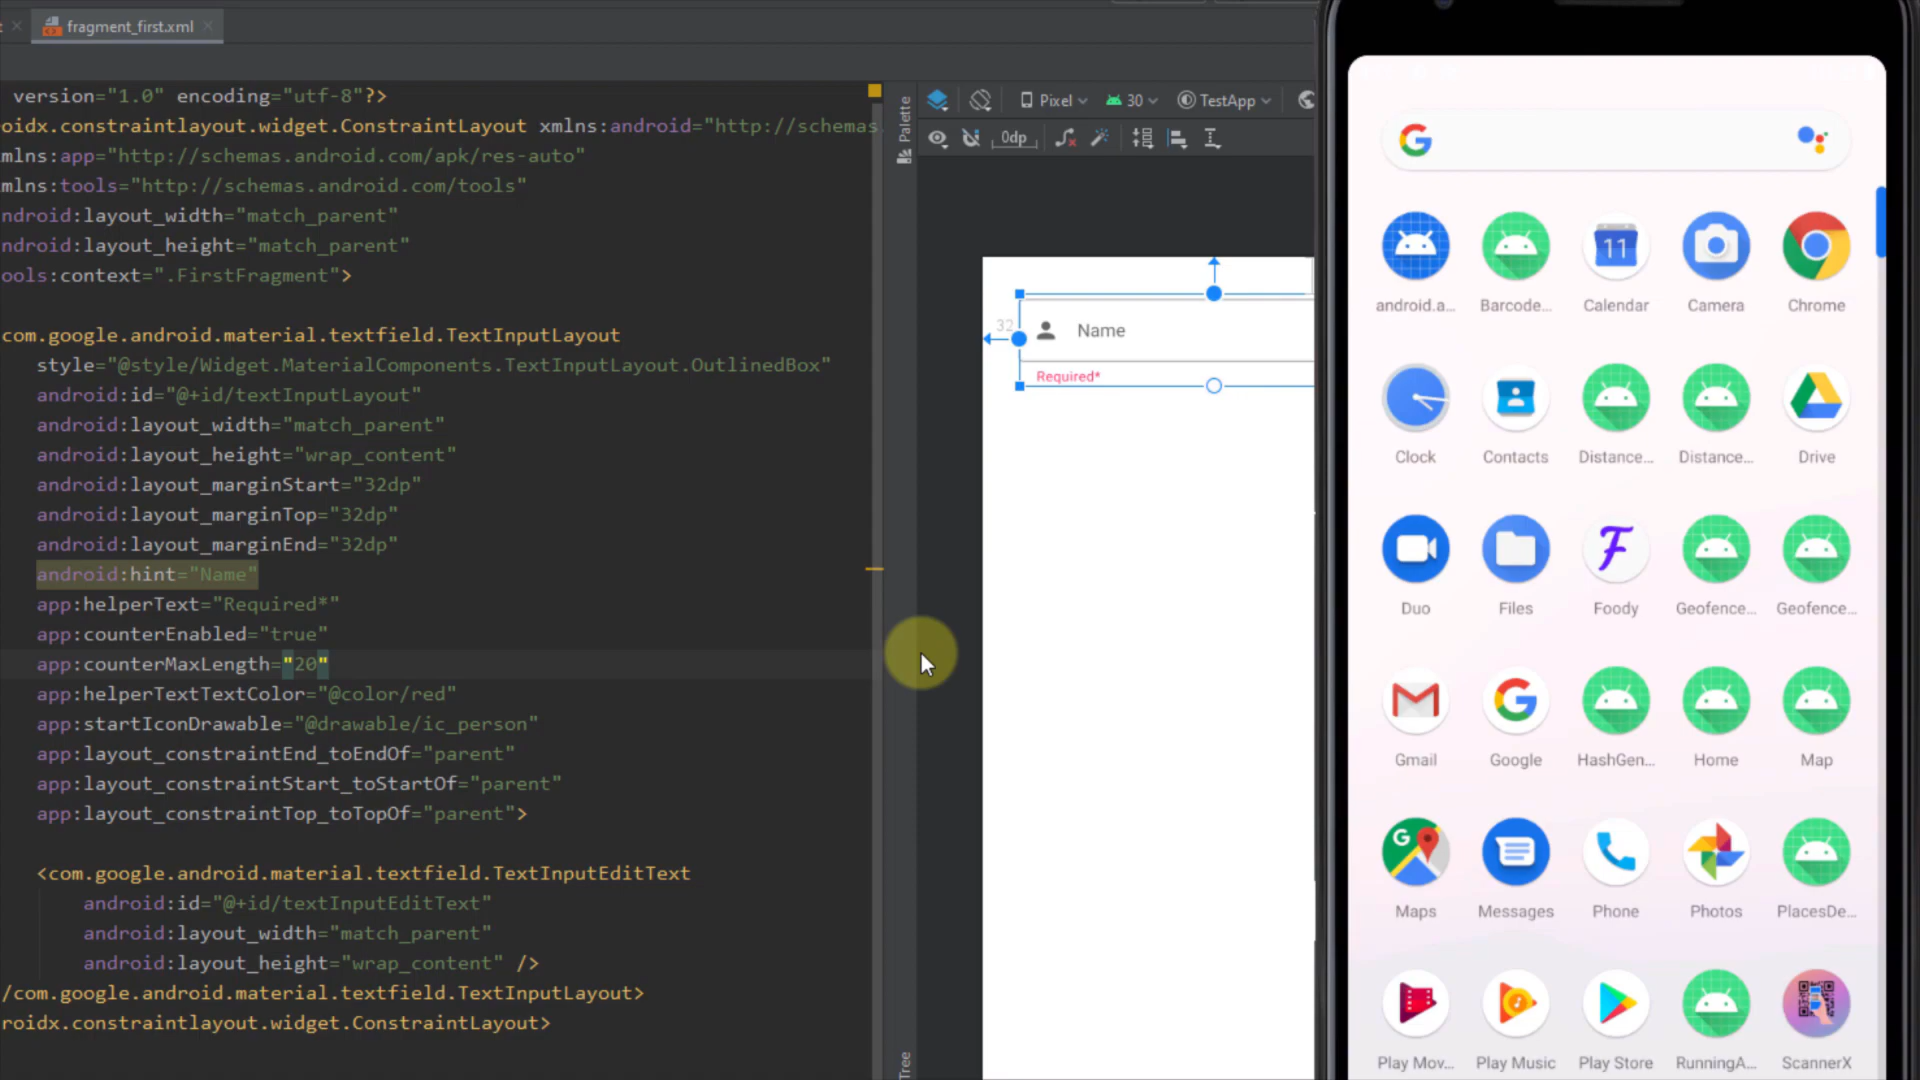 fragment_first.xml
version="1.0" encoding="utf-8"?>
oidx.constraintlayout.widget.ConstraintLayout xmlns:android="http://schemas.
mlns:app="http://schemas.android.com/apk/res-auto"
mlns:tools="http://schemas.android.com/tools"
ndroid:layout_width="match_parent"
ndroid:layout_height="match_parent"
ools:context=".FirstFragment">
com.google.android.material.textfield.TextInputLayout
style="@style/Widget.MaterialComponents.TextInputLayout.OutlinedBox"
android:id="@+id/textInputLayout"
android:layout_width="match_parent"
android:layout_height="wrap_content"
android:layout_marginStart="32dp"
android:layout_marginTop="32dp"
android:layout_marginEnd="32dp"
android:hint="Name"
app:helperText="Required*"
app:counterEnabled="true"
app:counterMaxLength="20"
app:helperTextTextColor="@color/red"
app:startIconDrawable="@drawable/ic_person"
app:layout_constraintEnd_toEndOf="parent"
app:layout_constraintStart_toStartOf="parent"
app:layout_constraintTop_toTopOf="parent">
<com.google.android.material.textfield.TextInputEditText
android:id="@+id/textInputEditText"
android:layout_width="match_parent"
android:layout_height="wrap_content" />
/com.google.android.material.textfield.TextInputLayout>
roidx.constraintlayout.widget.ConstraintLayout>
Palette
Tree
Pixel 30 TestApp
0dp
32
Name
Required*
11
android.a... Barcode... Calendar Camera Chrome
Clock Contacts Distance... Distance... Drive
Duo Files Foody Geofence... Geofence...
Gmail Google HashGen... Home Map
Maps Messages Phone Photos PlacesDe...
Play Mov... Play Music Play Store RunningA... ScannerX